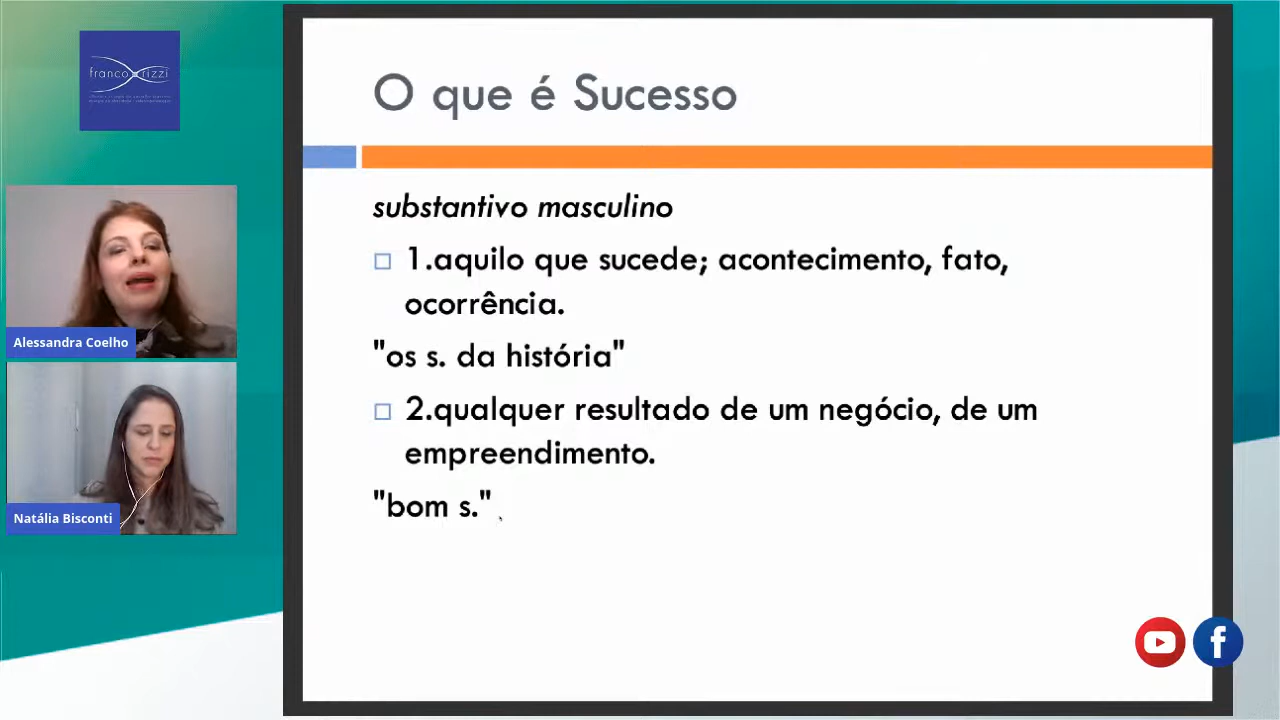 franco rizzi
O que é Sucesso
substantivo masculino
1.aquilo que sucede; acontecimento, fato,
ocorrência.
"os s. da história"
2.qualquer resultado de um negócio, de um
empreendimento.
"bom s."
Alessandra Coelho
Natália Bisconti